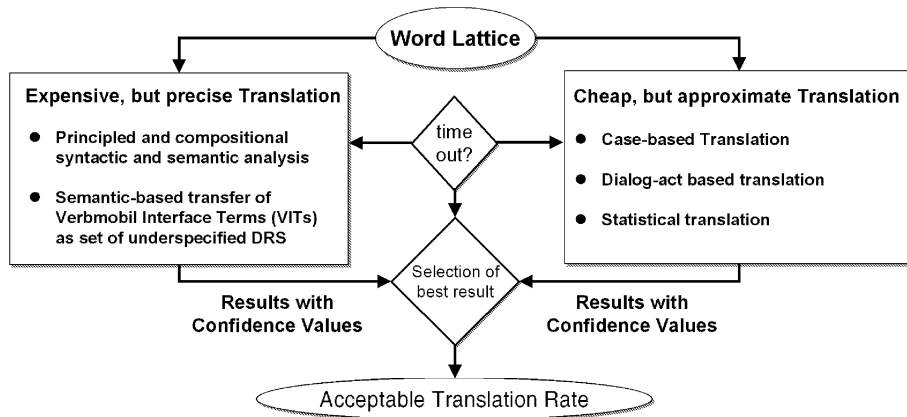 Word Lattice
Expensive, but precise Translation
● Principled and compositional
syntactic and semantic analysis
● Semantic-based transfer of
Verbmobil Interface Terms (VITs)
as set of underspecified DRS
time
out?
Cheap, but approximate Translation
● Case-based Translation
● Dialog-act based translation
● Statistical translation
Selection of
best result
Results with
Confidence Values
Results with
Confidence Values
Acceptable Translation Rate